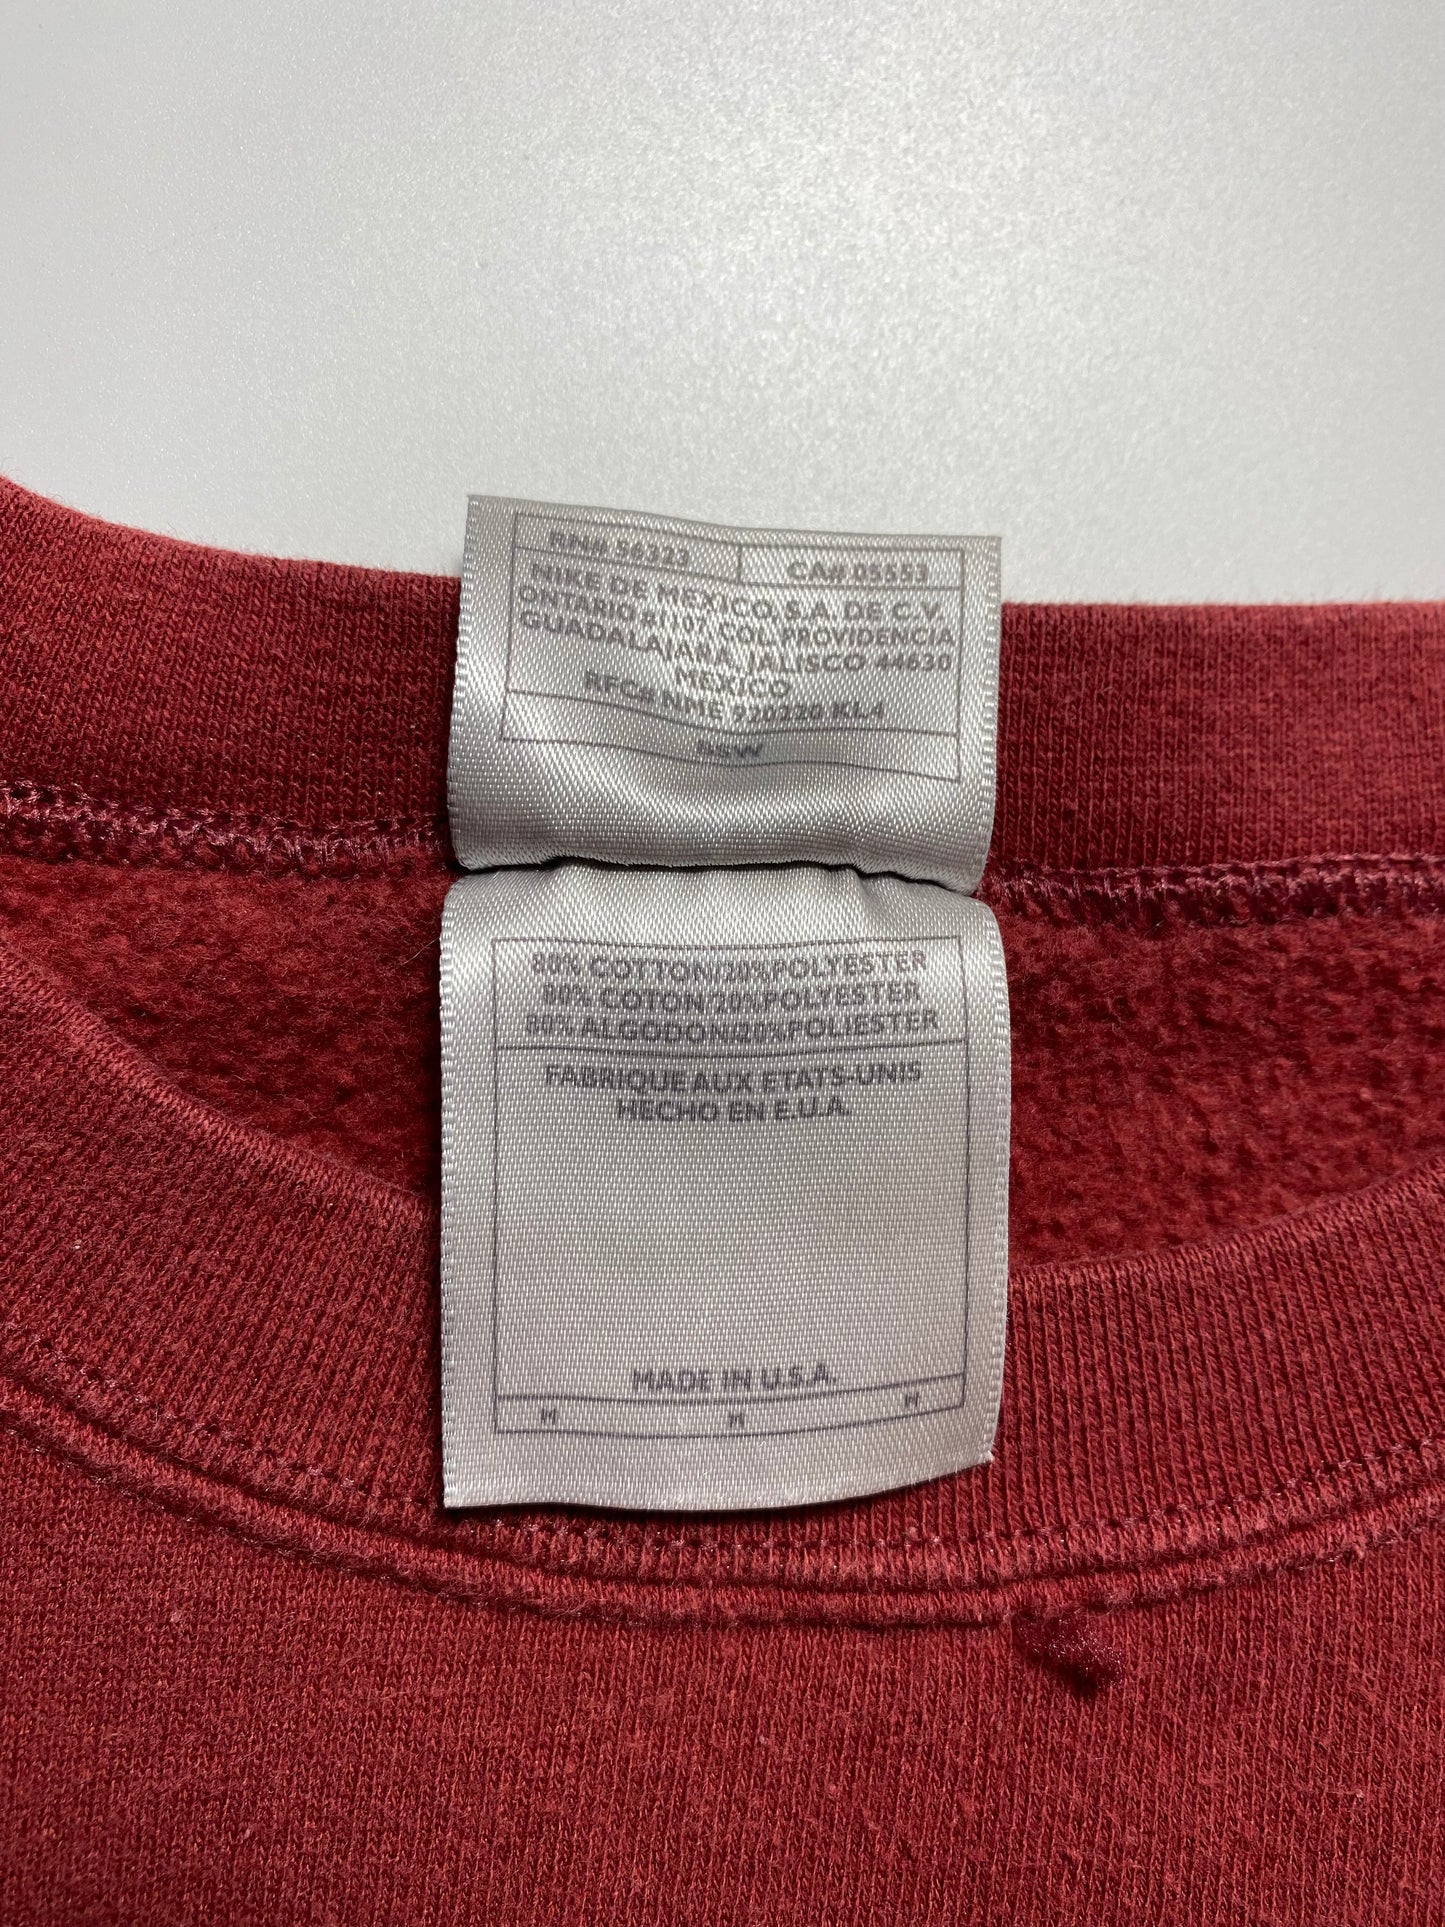 RN# 56323 CA# 05553
NIKE DE MEXICO, S.A. DE C.V.
ONTARIO #1107, COL. PROVIDENCIA
GUADALAJARA, JALISCO 44630
MEXICO
RFC# NME 920220 KL4
BSW
80% COTTON/20%POLYESTER
80% COTON/20%POLYESTER
80% ALGODON/20%POLIESTER
FABRIQUE AUX ETATS-UNIS
HECHO EN E.U.A.
MADE IN U.S.A.
M M M